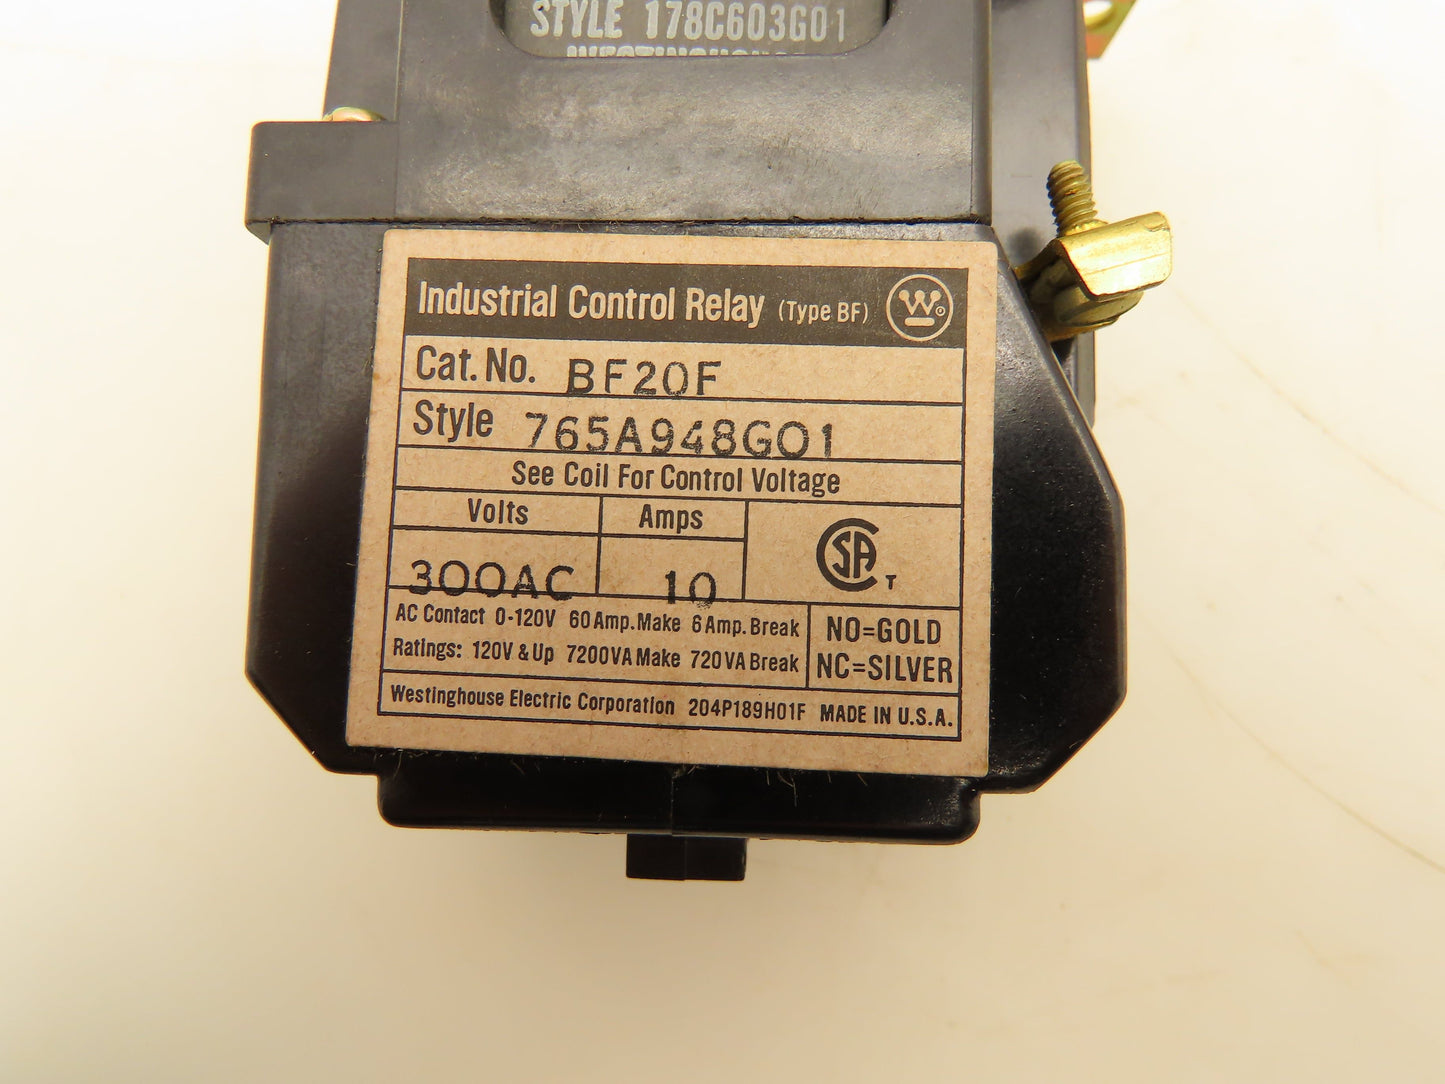 STYLE 178C603G01
Industrial Control Relay (Type BF) W
Cat. No. BF20F
Style 765A948G01
See Coil For Control Voltage
Volts Amps
300AC 10
CSA T
AC Contact 0-120V 60 Amp. Make 6 Amp. Break
Ratings: 120V & Up 7200VA Make 720VA Break
NO=GOLD
NC=SILVER
Westinghouse Electric Corporation 204P189H01F MADE IN U.S.A.